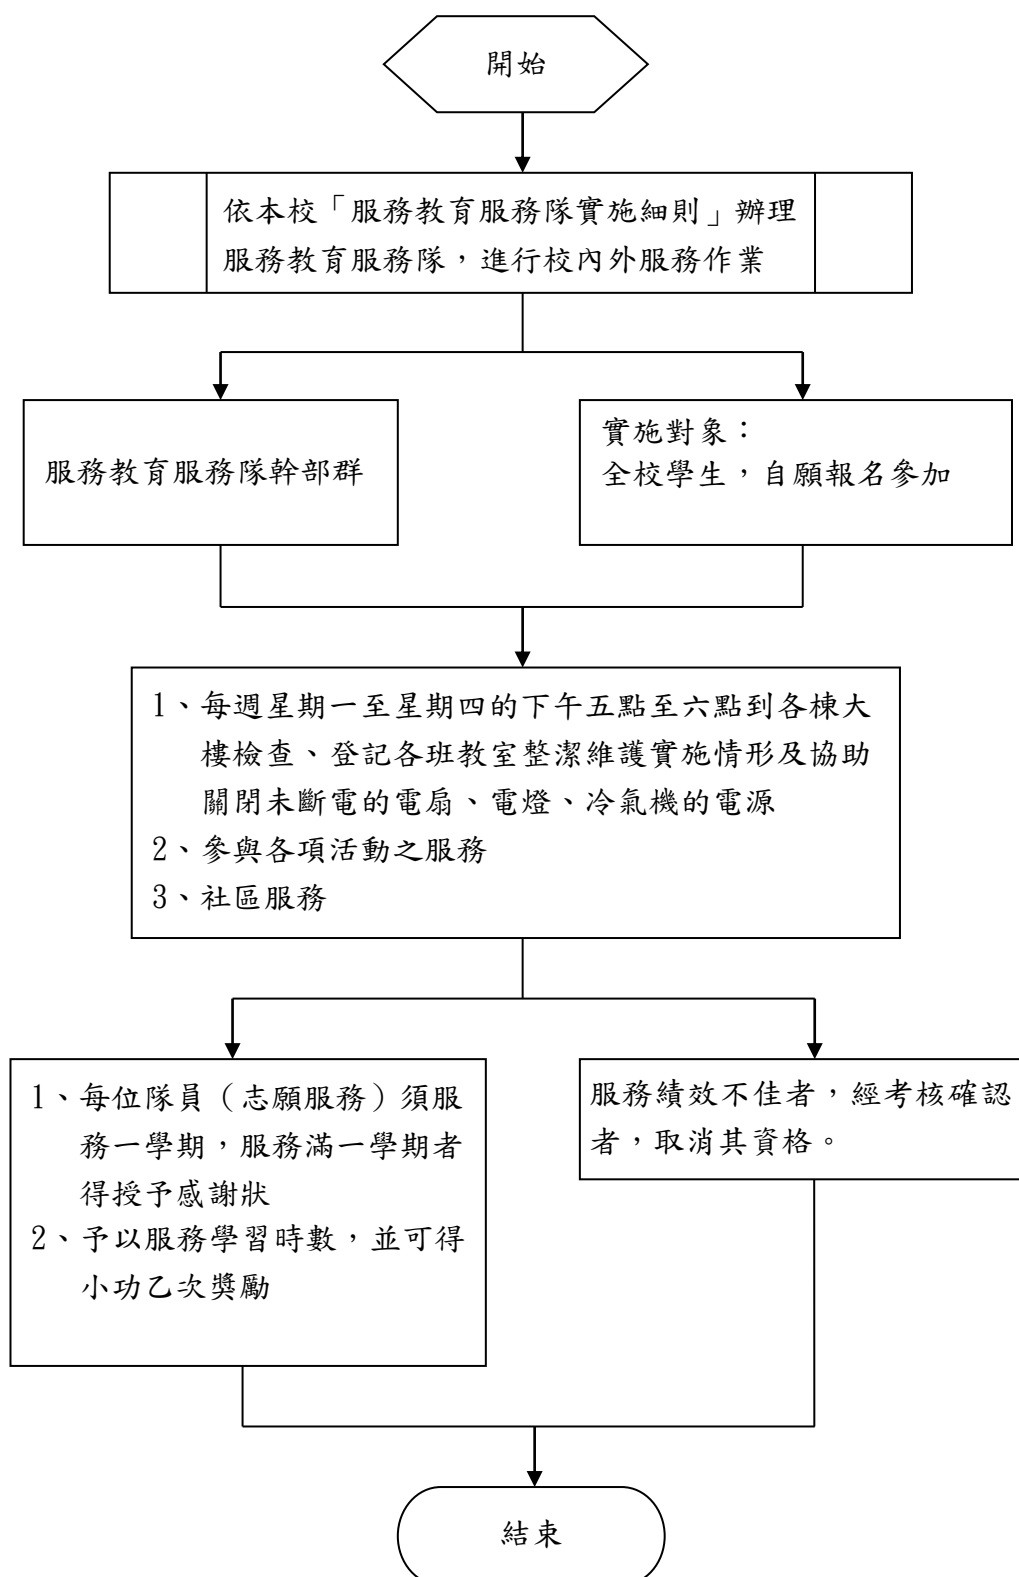 開始
依本校「服務教育服務隊實施細則」辦理
服務教育服務隊，進行校內外服務作業
服務教育服務隊幹部群
實施對象：
全校學生，自願報名參加
1、每週星期一至星期四的下午五點至六點到各棟大
樓檢查、登記各班教室整潔維護實施情形及協助
關閉未斷電的電扇、電燈、冷氣機的電源
2、參與各項活動之服務
3、社區服務
1、每位隊員（志願服務）須服
務一學期，服務滿一學期者
得授予感謝狀
2、予以服務學習時數，並可得
小功乙次獎勵
服務績效不佳者，經考核確認
者，取消其資格。
結束